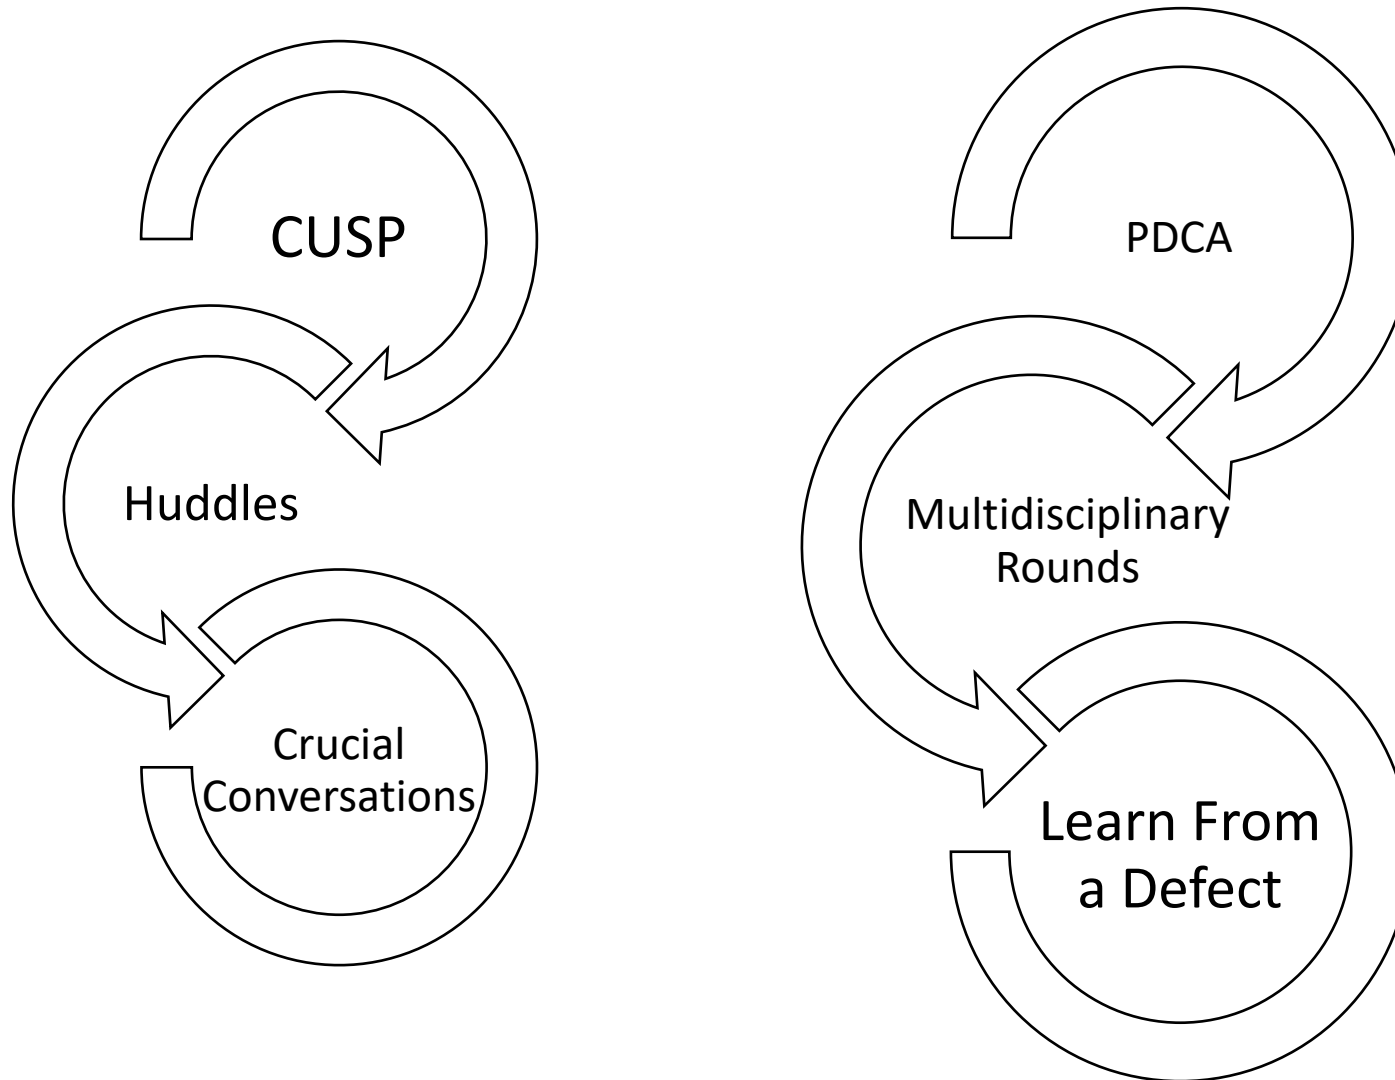 CUSP
Huddles
Crucial
Conversations
PDCA
Multidisciplinary
Rounds
Learn From
a Defect